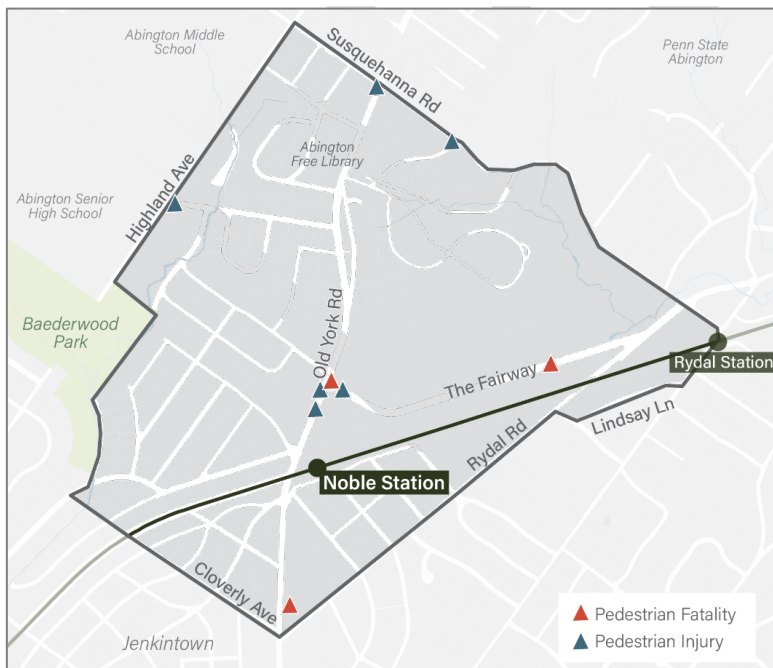 Abington Middle
School
Susquehanna Rd
Penn State
Abington
Abington
Free Library
Highland Ave
Abington Senior
High School
Baederwood
Park
Old York Rd
The Fairway
Rydal Station
Lindsay Ln
Rydal Rd
Noble Station
Cloverly Ave
Jenkintown
Pedestrian Fatality
Pedestrian Injury